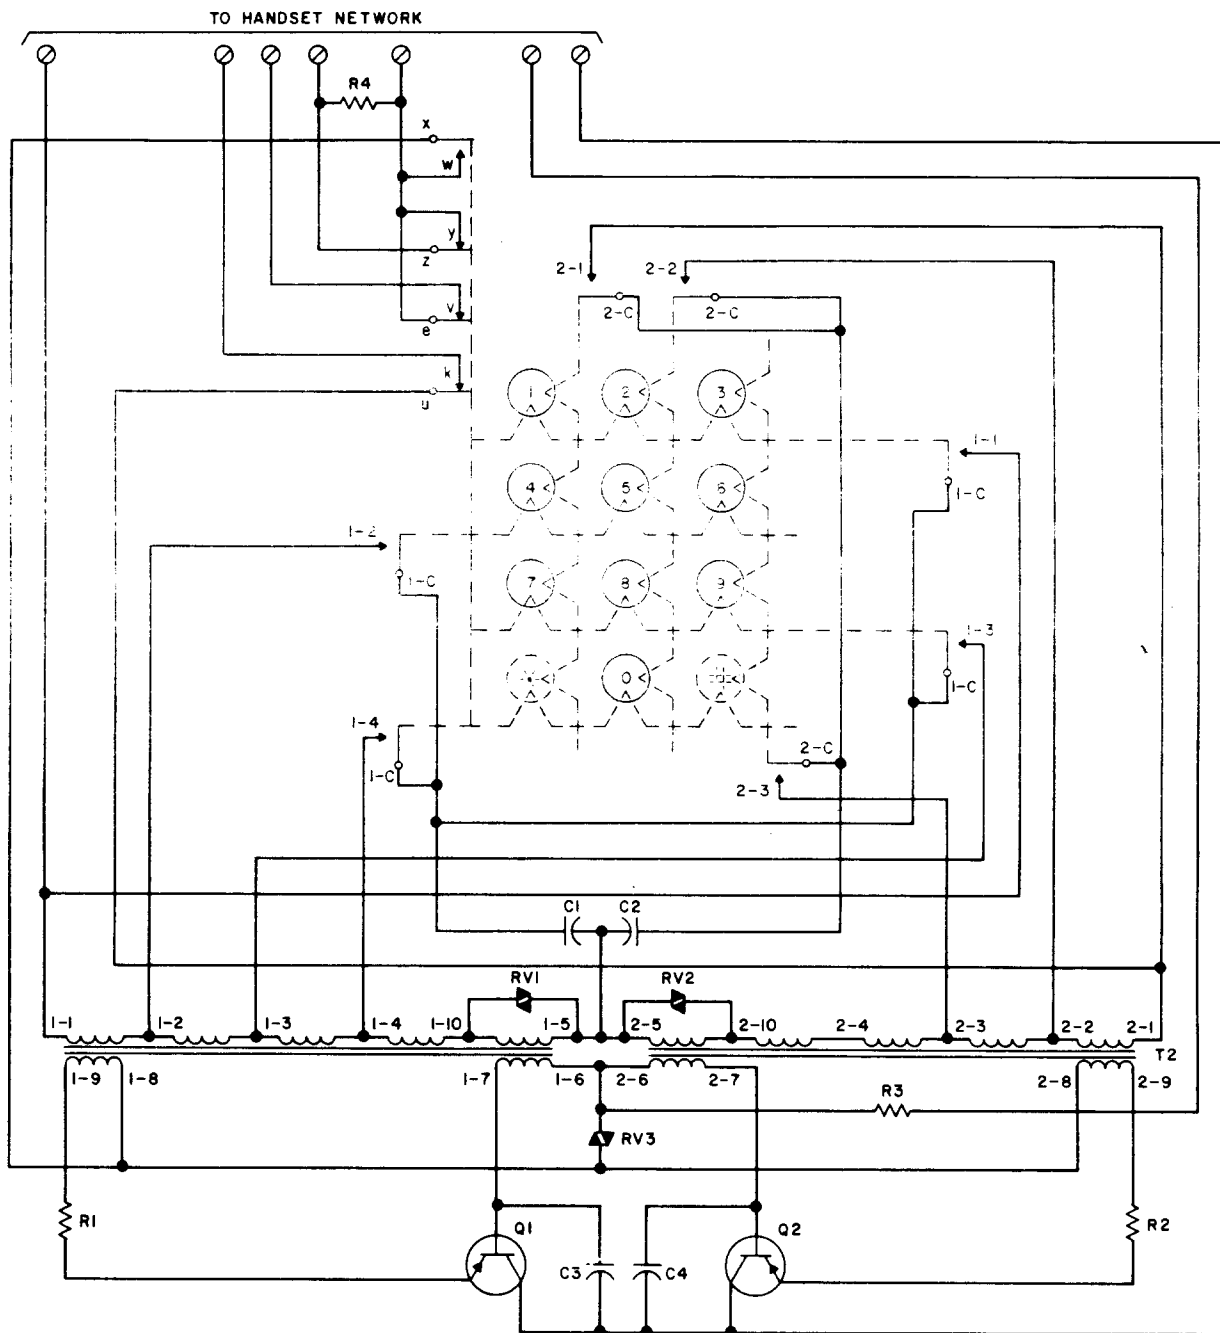 TO HANDSET NETWORK
R4
x
w
y
z
2-1 2-2
v
2-C 2-C
e
k
1 2 3
u
1-1
4 5 6
1-C
1-2
1-C
7 8 9
1-3
* 0 #
1-C
1-4
2-C
1-C
2-3
C1 C2
RV1 RV2
1-1 1-2 1-3 1-4 1-10 1-5 2-5 2-10 2-4 2-3 2-2 2-1
T2
1-9 1-8 1-7 1-6 2-6 2-7 2-8 2-9
R3
RV3
R1 Q1 Q2 R2
C3 C4